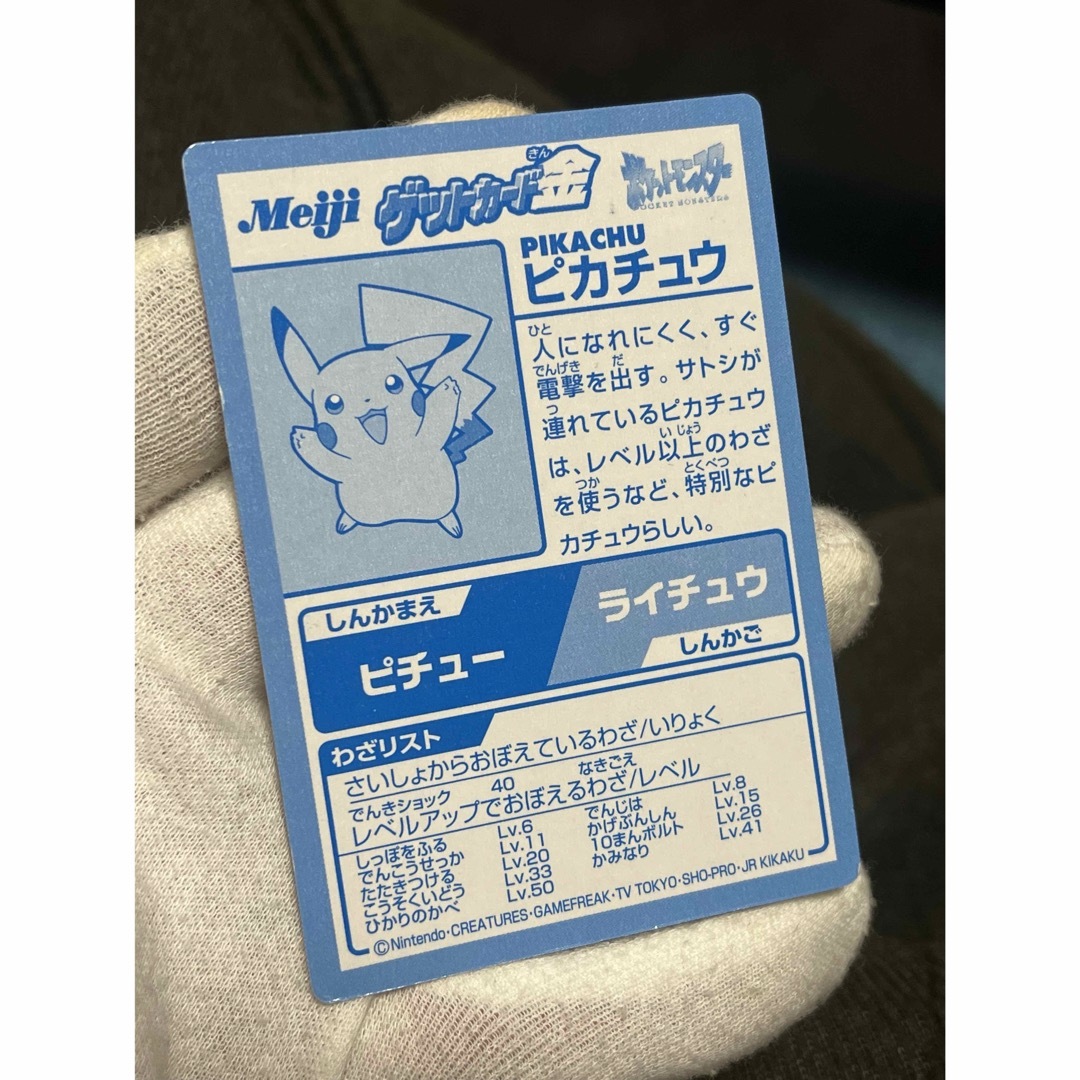 Meiji ゲットカード金
きん
ポケットモンスター
POCKET MONSTERS
PIKACHU
ピカチュウ
人になれにくく、すぐ
ひと
電撃を出す。サトシが
でんげき だ
連れているピカチュウ
つ
は、レベル以上のわざ
いじょう
を使うなど、特別なピ
つか とくべつ
カチュウらしい。
しんかまえ
ピチュー
ライチュウ
しんかご
わざリスト
さいしょからおぼえているわざ/いりょく
でんきショック 40 なきごえ
レベルアップでおぼえるわざ/レベル
しっぽをふる Lv.6 でんじは Lv.8
でんこうせっか Lv.11 かげぶんしん Lv.15
たたきつける Lv.20 10まんボルト Lv.26
こうそくいどう Lv.33 かみなり Lv.41
ひかりのかべ Lv.50
©Nintendo・CREATURES・GAMEFREAK・TV TOKYO・SHO-PRO・JR KIKAKU